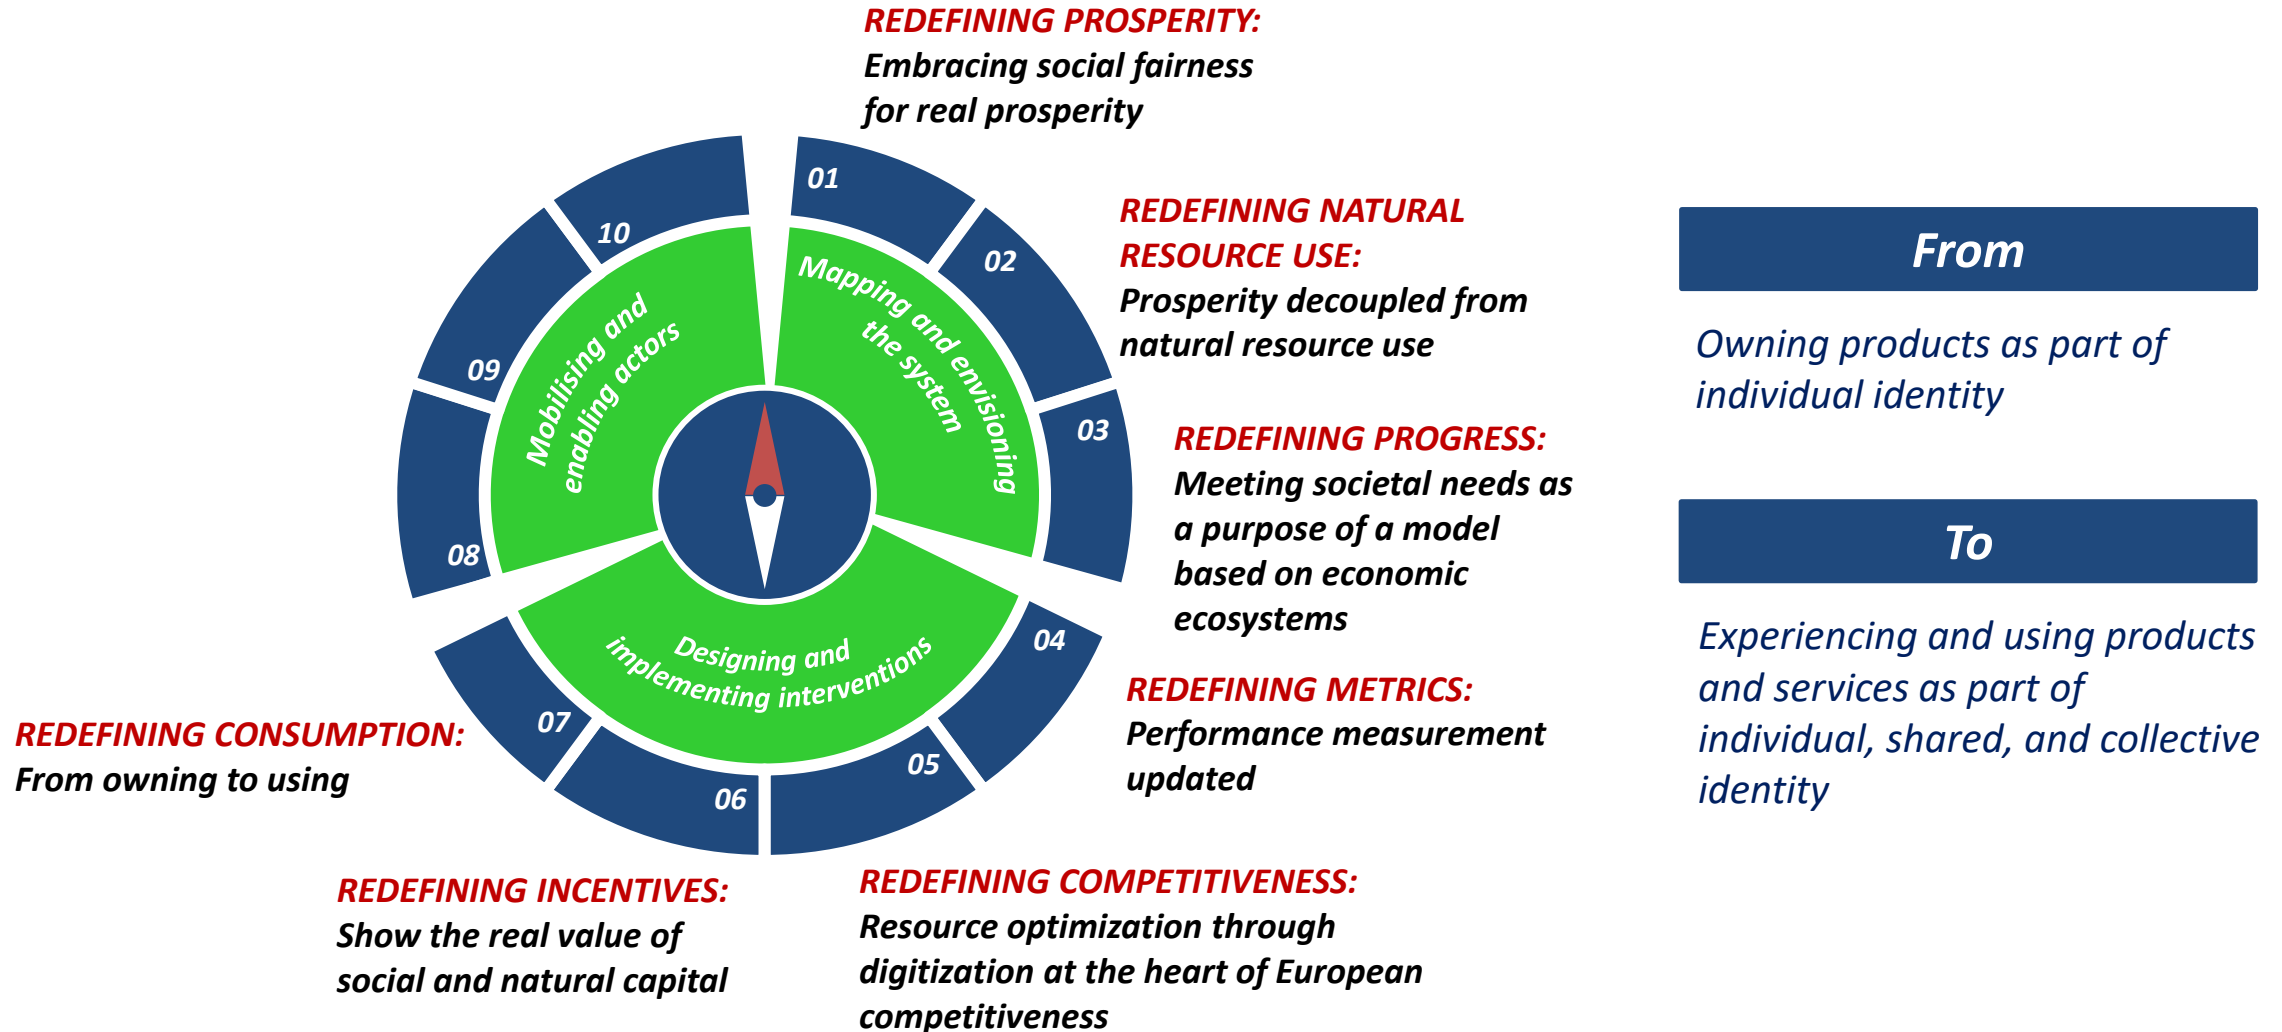 REDEFINING PROSPERITY:
Embracing social fairness
for real prosperity
01
REDEFINING NATURAL
RESOURCE USE:
Prosperity decoupled from
natural resource use
02
REDEFINING PROGRESS:
Meeting societal needs as
a purpose of a model
based on economic
ecosystems
03
REDEFINING METRICS:
Performance measurement
updated
04
REDEFINING COMPETITIVENESS:
Resource optimization through
digitization at the heart of European
competitiveness
05
REDEFINING INCENTIVES:
Show the real value of
social and natural capital
06
REDEFINING CONSUMPTION:
From owning to using
07
08
09
10
Mapping and envisioning
the system
Designing and
implementing interventions
Mobilising and
enabling actors
From
Owning products as part of
individual identity
To
Experiencing and using products
and services as part of
individual, shared, and collective
identity